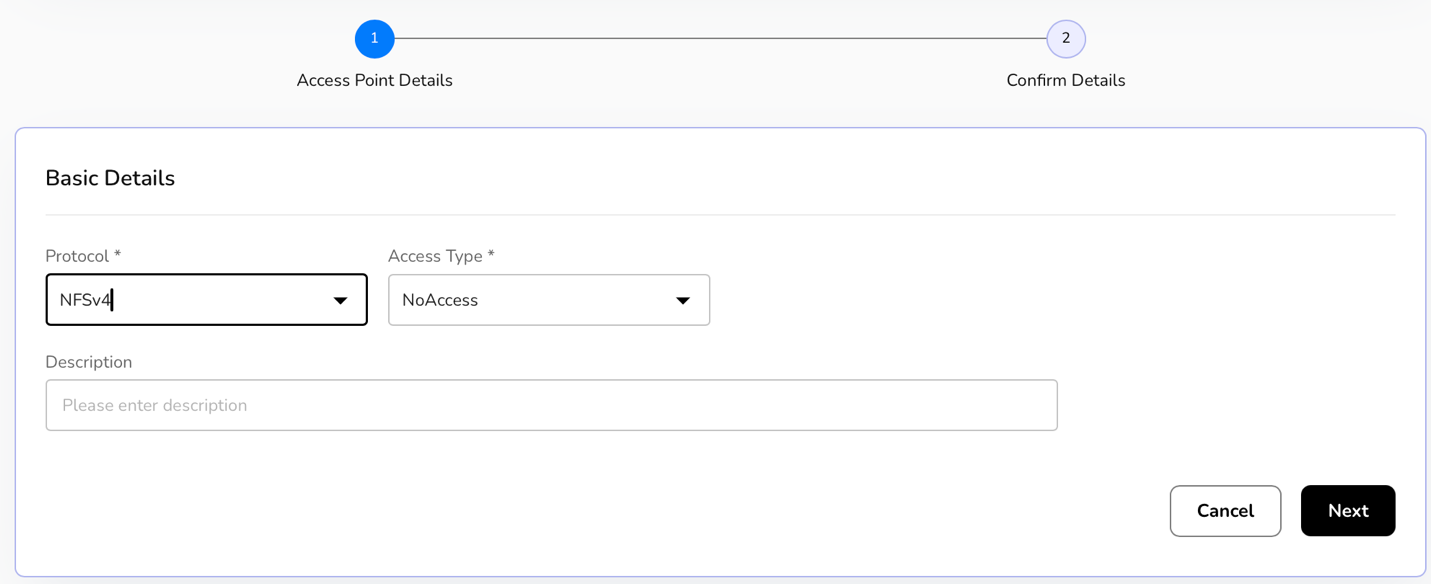 1
2
Access Point Details
Confirm Details
Basic Details
Protocol *
Access Type *
NFSv4
NoAccess
Description
Please enter description
Cancel
Next